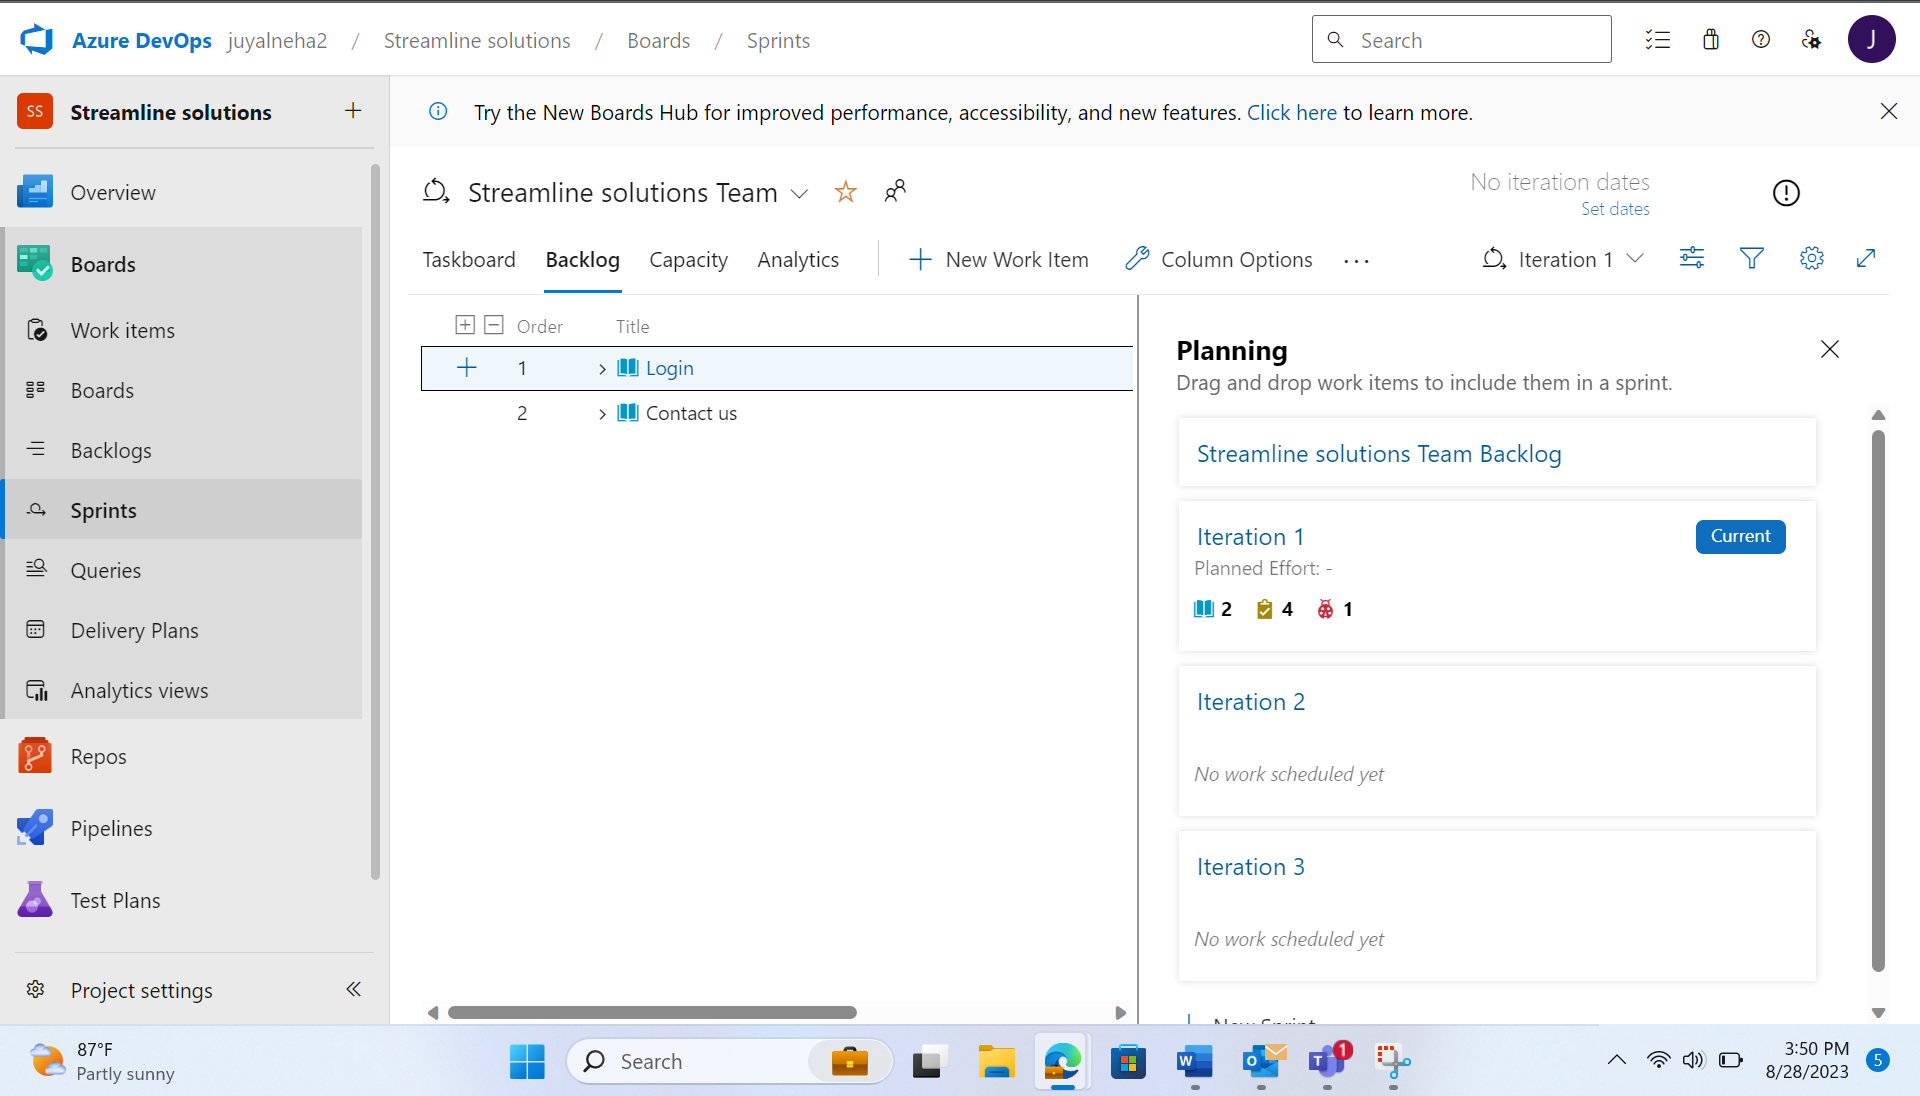 Azure DevOps juyalneha2 / Streamline solutions / Boards / Sprints
Search
J
SS Streamline solutions
Overview
Boards
Work items
Boards
Backlogs
Sprints
Queries
Delivery Plans
Analytics views
Repos
Pipelines
Test Plans
Project settings
Try the New Boards Hub for improved performance, accessibility, and new features. Click here to learn more.
Streamline solutions Team
No iteration dates
Set dates
Taskboard Backlog Capacity Analytics New Work Item Column Options ... Iteration 1
Order Title
1 Login
2 Contact us
Planning
Drag and drop work items to include them in a sprint.
Streamline solutions Team Backlog
Iteration 1 Current
Planned Effort: -
2 4 1
Iteration 2
No work scheduled yet
Iteration 3
No work scheduled yet
New Sprint
87°F
Partly sunny
Search
1
3:50 PM
8/28/2023
5